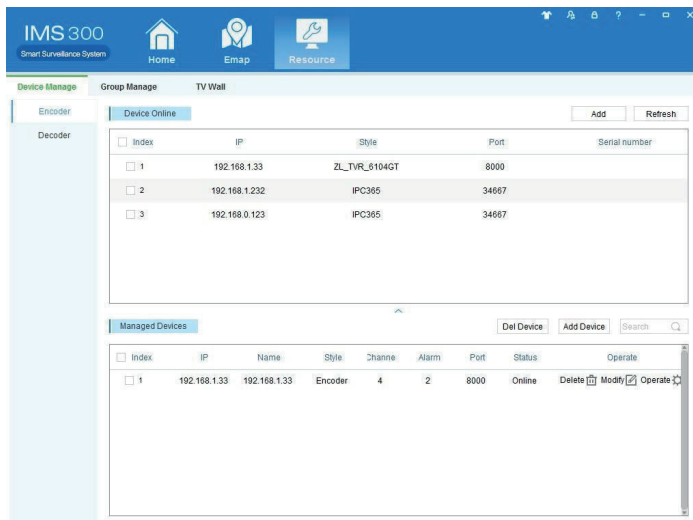 IMS 300
Smart Surveillance System
Home Emap Resource
Device Manage Group Manage TV Wall
Encoder
Decoder
Device Online Add Refresh
Index IP Style Port Serial number
1 192.168.1.33 ZL_TVR_6104GT 8000
2 192.168.1.232 IPC365 34667
3 192.168.0.123 IPC365 34667
Managed Devices Del Device Add Device Search
Index IP Name Style Channe Alarm Port Status Operate
1 192.168.1.33 192.168.1.33 Encoder 4 2 8000 Online Delete Modify Operate